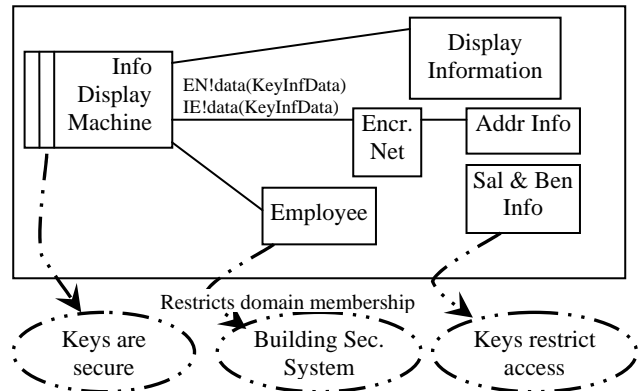 Display
Information
Info
Display
Machine
EN!data(KeyInfData)
IE!data(KeyInfData)
Encr.
Net
Addr Info
Sal & Ben
Info
Employee
Restricts domain membership
Keys are
secure
Building Sec.
System
Keys restrict
access